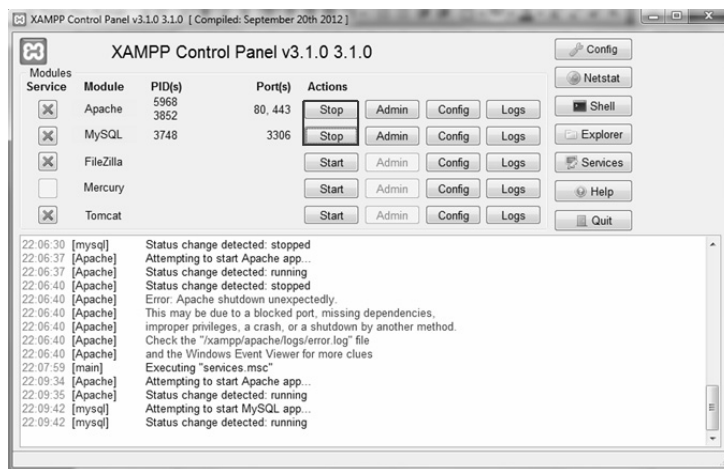 XAMPP Control Panel v3.1.0 3.1.0 [ Compiled: September 20th 2012 ]
XAMPP Control Panel v3.1.0 3.1.0
Config
Modules
Service Module PID(s) Port(s) Actions
Netstat
Apache 5968 3852 80, 443 Stop Admin Config Logs
Shell
MySQL 3748 3306 Stop Admin Config Logs
Explorer
FileZilla Start Admin Config Logs
Services
Mercury Start Admin Config Logs
Help
Tomcat Start Admin Config Logs
Quit
22:06:30 [mysql] Status change detected: stopped
22:06:37 [Apache] Attempting to start Apache app...
22:06:37 [Apache] Status change detected: running
22:06:40 [Apache] Status change detected: stopped
22:06:40 [Apache] Error: Apache shutdown unexpectedly.
22:06:40 [Apache] This may be due to a blocked port, missing dependencies,
22:06:40 [Apache] improper privileges, a crash, or a shutdown by another method.
22:06:40 [Apache] Check the "/xampp/apache/logs/error.log" file
22:06:40 [Apache] and the Windows Event Viewer for more clues
22:07:59 [main] Executing "services.msc"
22:09:34 [Apache] Attempting to start Apache app...
22:09:35 [Apache] Status change detected: running
22:09:42 [mysql] Attempting to start MySQL app...
22:09:42 [mysql] Status change detected: running